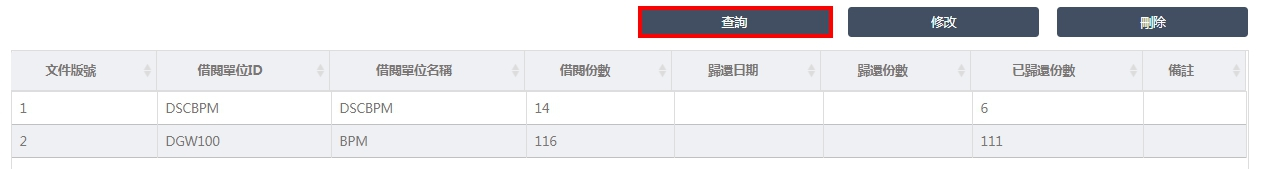 查詢 修改 刪除
文件版號 借閱單位ID 借閱單位名稱 借閱份數 歸還日期 歸還份數 已歸還份數 備註
1 DSCBPM DSCBPM 14 6
2 DGW100 BPM 116 111